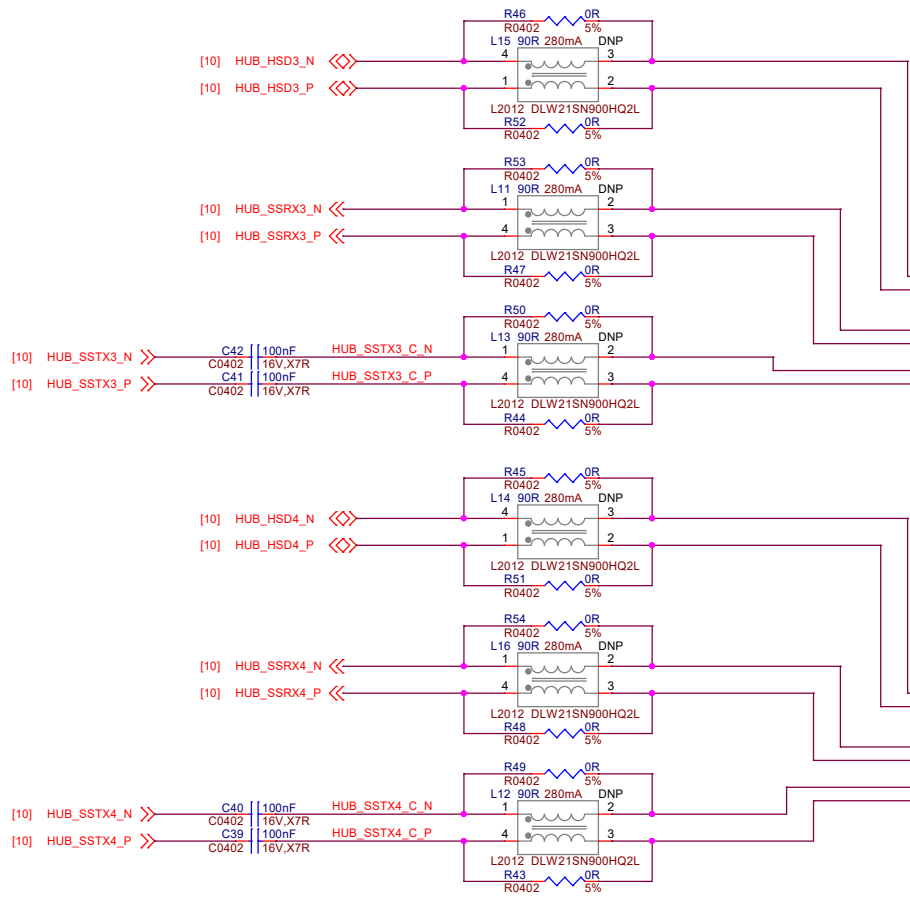 R46 0R
R0402 5%
L15 90R 280mA DNP
[10] HUB_HSD3_N 4 3
[10] HUB_HSD3_P 1 2
L2012 DLW21SN900HQ2L
R52 0R
R0402 5%
R53 0R
R0402 5%
L11 90R 280mA DNP
[10] HUB_SSRX3_N 1 2
[10] HUB_SSRX3_P 4 3
L2012 DLW21SN900HQ2L
R47 0R
R0402 5%
R50 0R
R0402 5%
L13 90R 280mA DNP
[10] HUB_SSTX3_N C42 100nF HUB_SSTX3_C_N 1 2
C0402 16V,X7R
[10] HUB_SSTX3_P C41 100nF HUB_SSTX3_C_P 4 3
C0402 16V,X7R
L2012 DLW21SN900HQ2L
R44 0R
R0402 5%
R45 0R
R0402 5%
L14 90R 280mA DNP
[10] HUB_HSD4_N 4 3
[10] HUB_HSD4_P 1 2
L2012 DLW21SN900HQ2L
R51 0R
R0402 5%
R54 0R
R0402 5%
L16 90R 280mA DNP
[10] HUB_SSRX4_N 1 2
[10] HUB_SSRX4_P 4 3
L2012 DLW21SN900HQ2L
R48 0R
R0402 5%
R49 0R
R0402 5%
L12 90R 280mA DNP
[10] HUB_SSTX4_N C40 100nF HUB_SSTX4_C_N 1 2
C0402 16V,X7R
[10] HUB_SSTX4_P C39 100nF HUB_SSTX4_C_P 4 3
C0402 16V,X7R
L2012 DLW21SN900HQ2L
R43 0R
R0402 5%